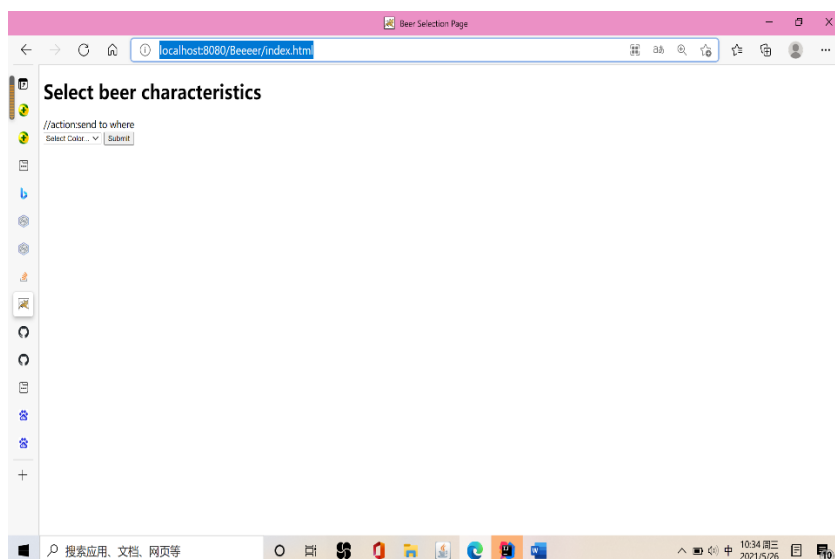 Beer Selection Page
localhost:8080/Beeeer/index.html
Select beer characteristics
//action:send to where
Select Color... Submit
搜索应用、文档、网页等
中
10:34 周三
2021/5/26